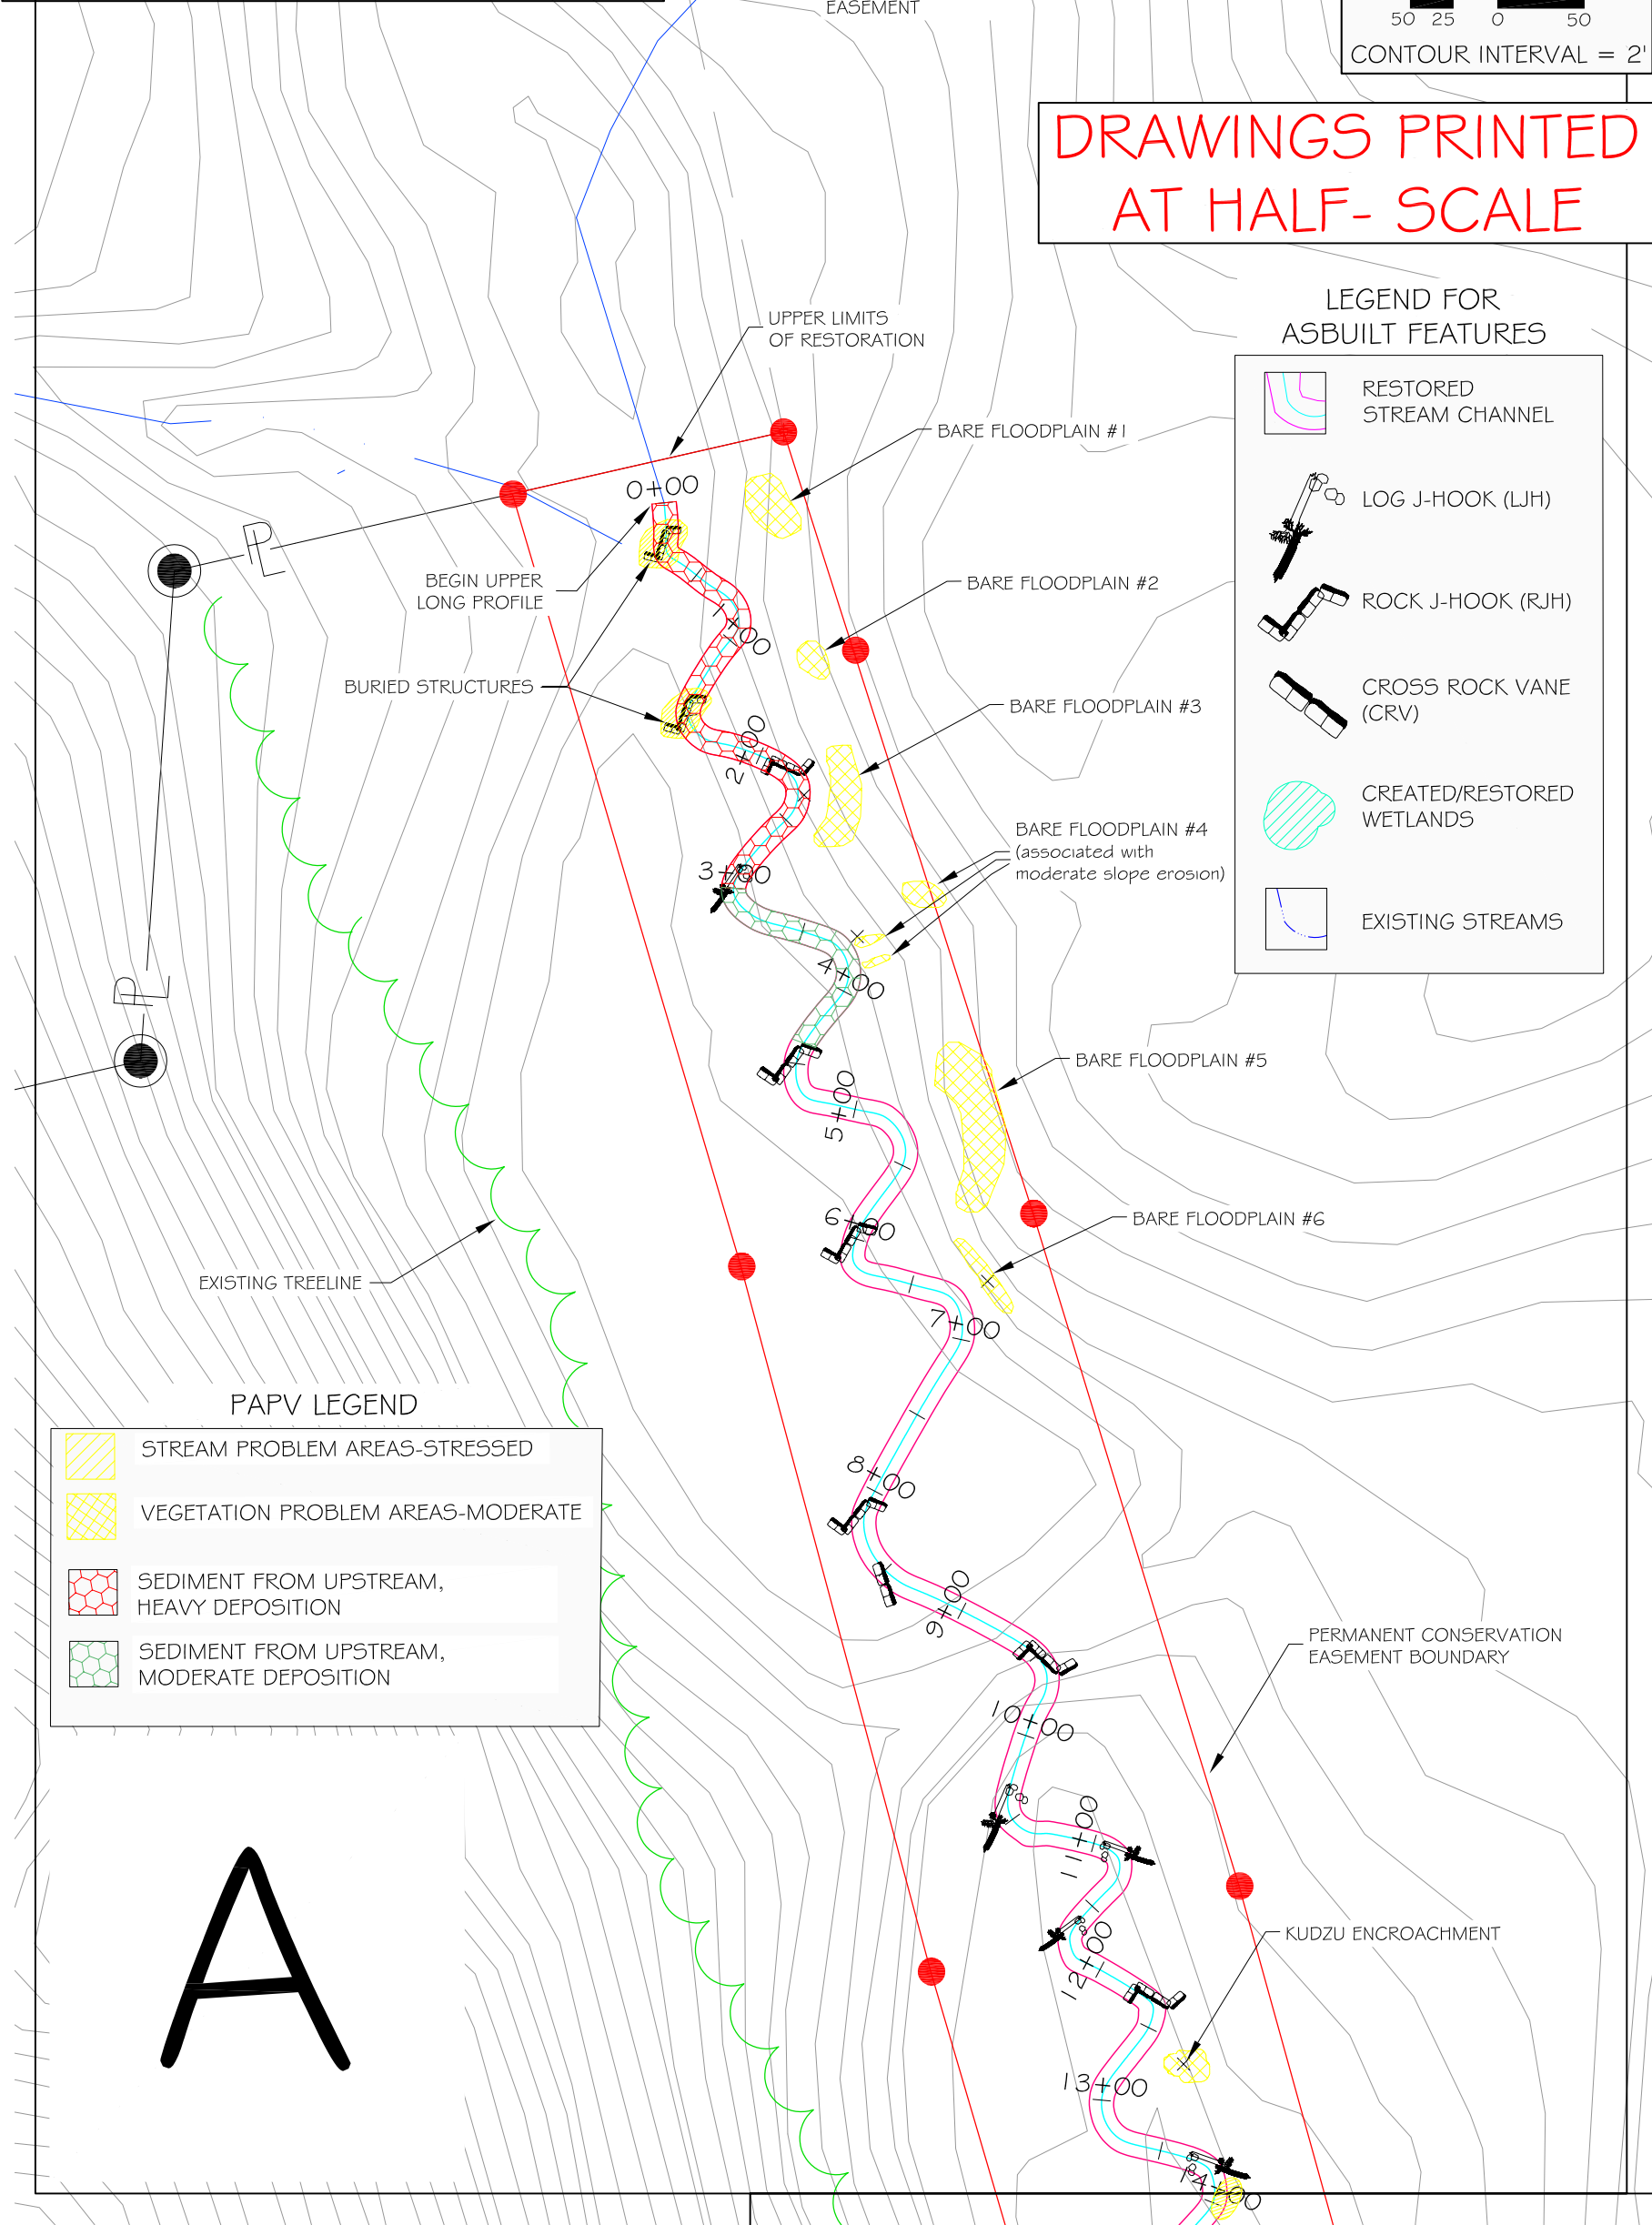 EASEMENT
50 25 0 50
CONTOUR INTERVAL = 2'
DRAWINGS PRINTED
AT HALF- SCALE
LEGEND FOR
ASBUILT FEATURES
RESTORED
STREAM CHANNEL
LOG J-HOOK (LJH)
ROCK J-HOOK (RJH)
CROSS ROCK VANE
(CRV)
CREATED/RESTORED
WETLANDS
EXISTING STREAMS
UPPER LIMITS
OF RESTORATION
BARE FLOODPLAIN #1
0+00
PL
BEGIN UPPER
LONG PROFILE
BARE FLOODPLAIN #2
1+00
BURIED STRUCTURES
BARE FLOODPLAIN #3
2+00
BARE FLOODPLAIN #4
(associated with
moderate slope erosion)
3+00
4+00
PL
BARE FLOODPLAIN #5
5+00
6+00
BARE FLOODPLAIN #6
EXISTING TREELINE
7+00
PAPV LEGEND
STREAM PROBLEM AREAS-STRESSED
VEGETATION PROBLEM AREAS-MODERATE
SEDIMENT FROM UPSTREAM,
HEAVY DEPOSITION
SEDIMENT FROM UPSTREAM,
MODERATE DEPOSITION
8+00
9+00
PERMANENT CONSERVATION
EASEMENT BOUNDARY
10+00
11+00
A
KUDZU ENCROACHMENT
12+00
13+00
14+00